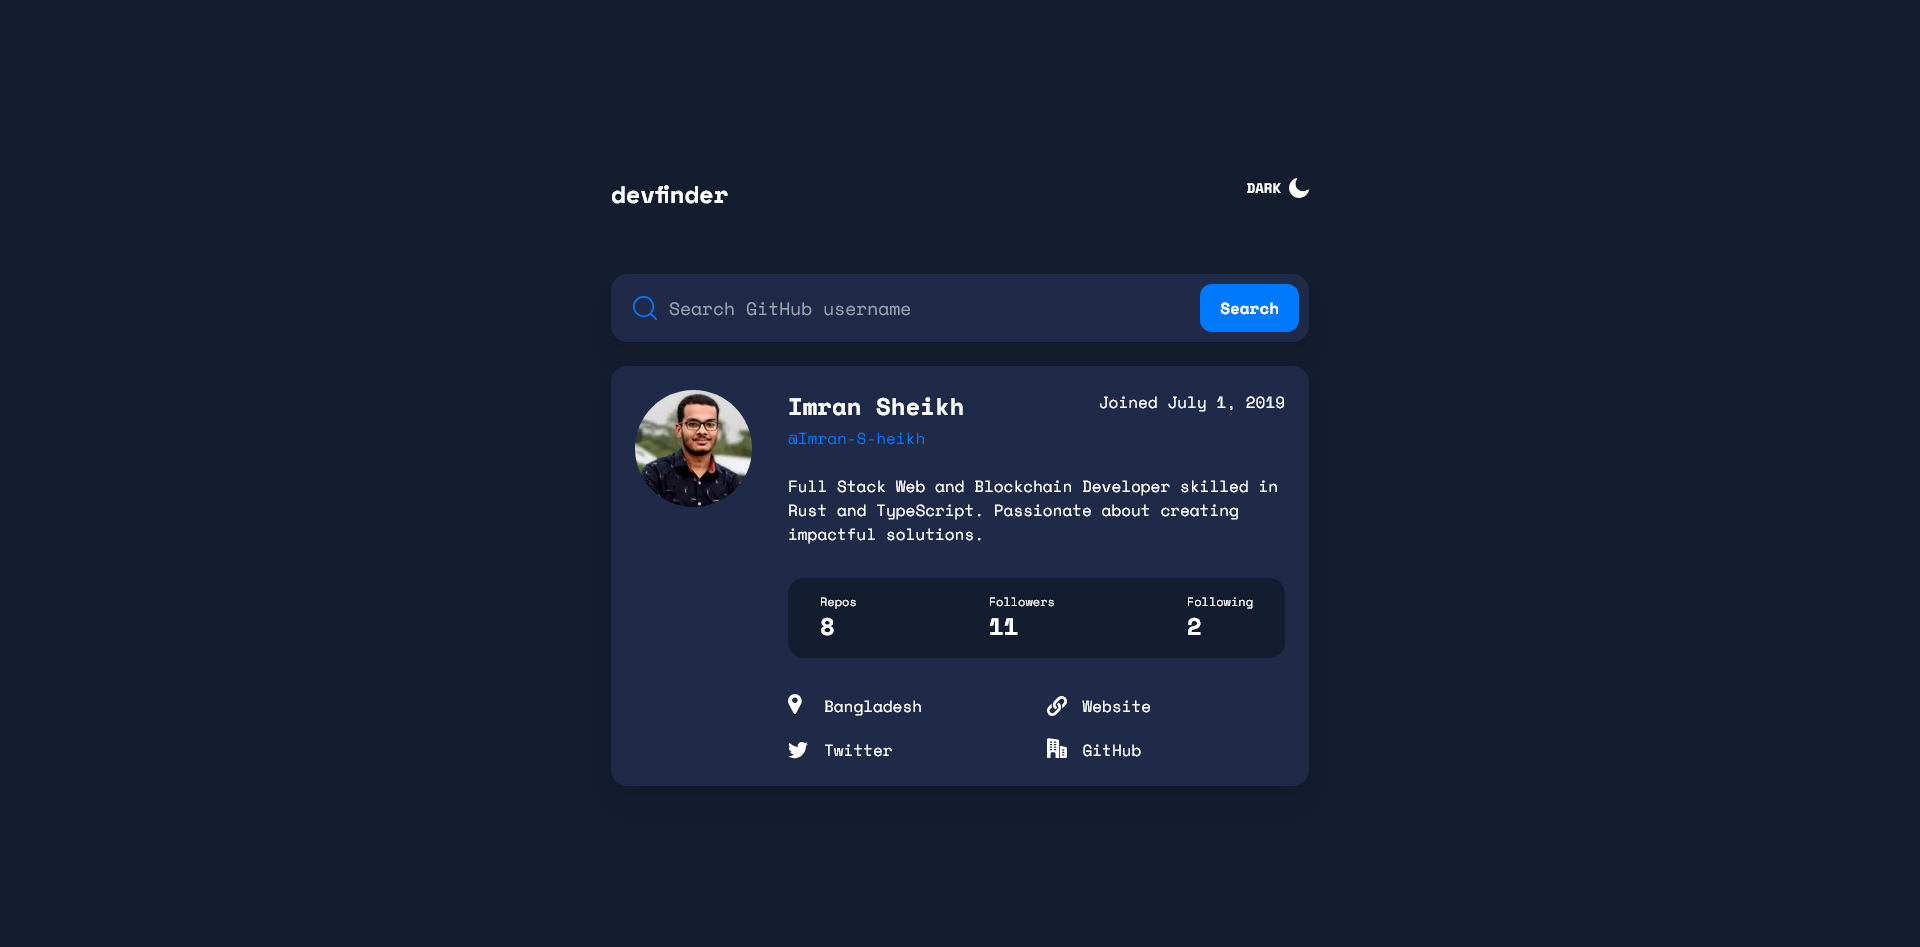 devfinder
DARK
Search GitHub username
Search
Imran Sheikh
Joined July 1, 2019
@Imran-S-heikh
Full Stack Web and Blockchain Developer skilled in
Rust and TypeScript. Passionate about creating
impactful solutions.
Repos
8
Followers
11
Following
2
Bangladesh
Website
Twitter
GitHub